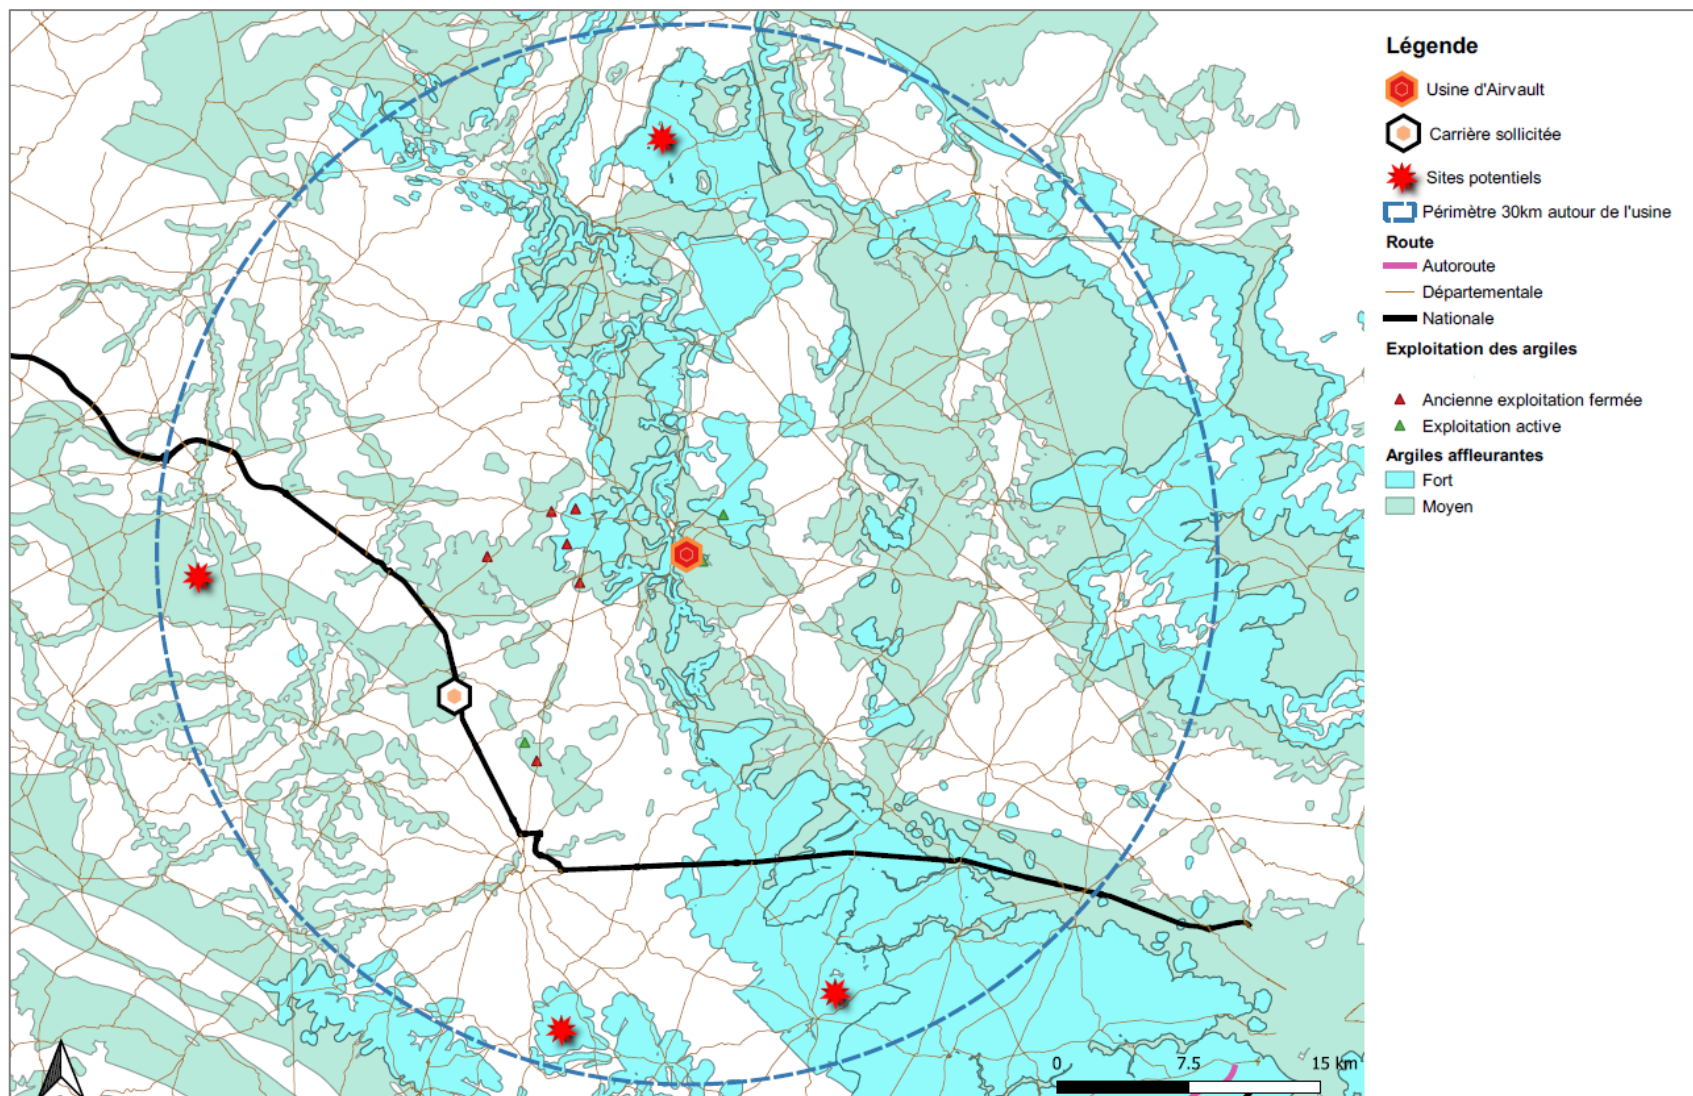 Légende
Usine d'Airvault
Carrière sollicitée
Sites potentiels
Périmètre 30km autour de l'usine
Route
Autoroute
Départementale
Nationale
Exploitation des argiles
Ancienne exploitation fermée
Exploitation active
Argiles affleurantes
Fort
Moyen
0 7.5 15 km